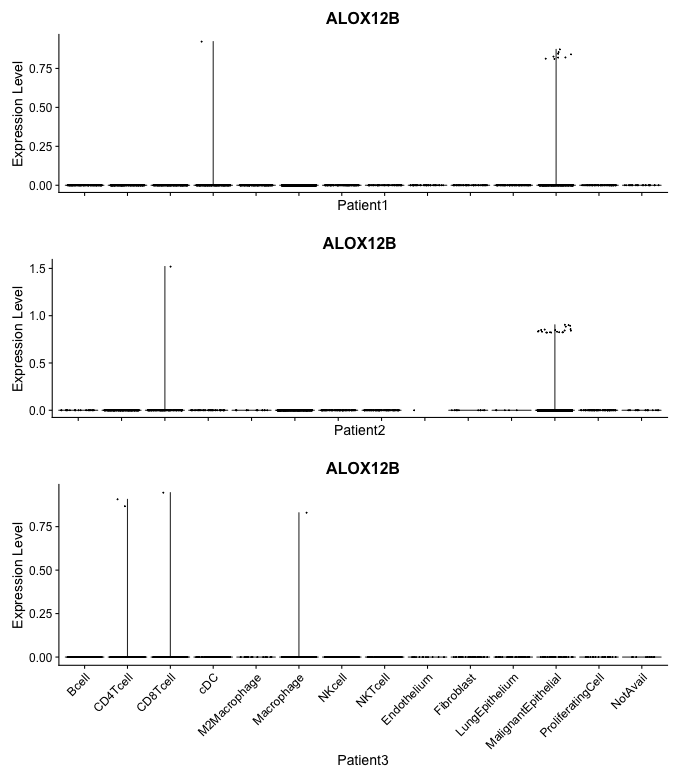 ALOX12B
Expression Level
0.75
0.50
0.25
0.00
Patient1
ALOX12B
Expression Level
1.5
1.0
0.5
0.0
Patient2
ALOX12B
Expression Level
0.75
0.50
0.25
0.00
Bcell
CD4Tcell
CD8Tcell
cDC
M2Macrophage
Macrophage
NKcell
NKTcell
Endothelium
Fibroblast
LungEpithelium
MalignantEpithelial
ProliferatingCell
NotAvail
Patient3